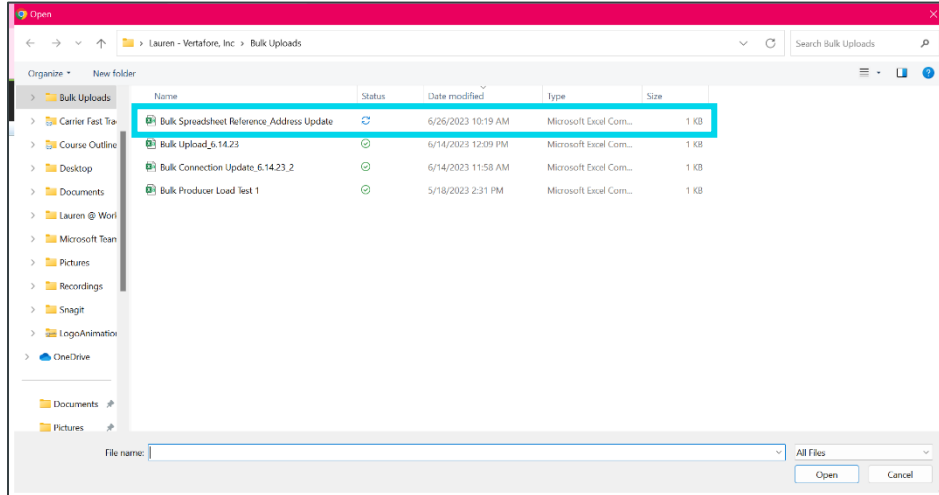 Open
Lauren - Vertafore, Inc > Bulk Uploads
Search Bulk Uploads
Organize
New folder
Name Status Date modified Type Size
Bulk Spreadsheet Reference_Address Update 6/26/2023 10:19 AM Microsoft Excel Com... 1 KB
Bulk Upload_6.14.23 6/14/2023 12:09 PM Microsoft Excel Com... 1 KB
Bulk Connection Update_6.14.23_2 6/14/2023 11:58 AM Microsoft Excel Com... 1 KB
Bulk Producer Load Test 1 5/18/2023 2:31 PM Microsoft Excel Com... 1 KB
Bulk Uploads
Carrier Fast Tra
Course Outline
Desktop
Documents
Lauren @ Work
Microsoft Team
Pictures
Recordings
Snagit
LogoAnimation
OneDrive
Documents
Pictures
File name:
All Files
Open
Cancel